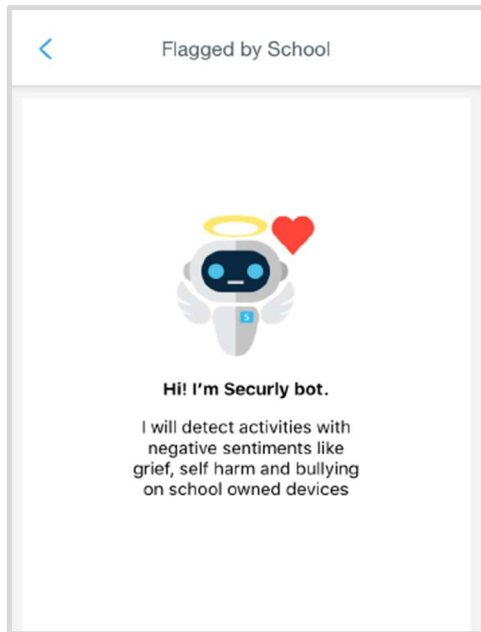 Flagged by School
S
Hi! I'm Securly bot.
I will detect activities with
negative sentiments like
grief, self harm and bullying
on school owned devices